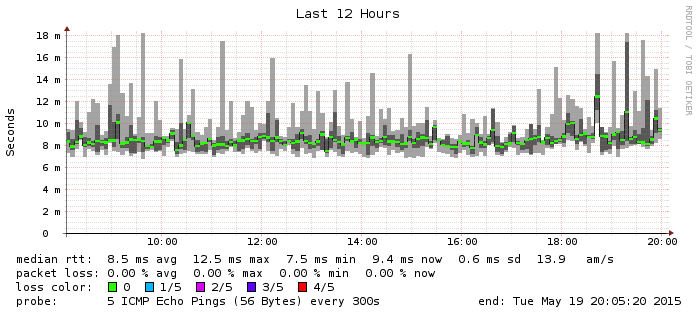 Last 12 Hours
RRDTOOL / TOBI OETIKER
Seconds
18 m
16 m
14 m
12 m
10 m
8 m
6 m
4 m
2 m
0
10:00 12:00 14:00 16:00 18:00 20:00
median rtt: 8.5 ms avg 12.5 ms max 7.5 ms min 9.4 ms now 0.6 ms sd 13.9 am/s
packet loss: 0.00 % avg 0.00 % max 0.00 % min 0.00 % now
loss color: 0 1/5 2/5 3/5 4/5
probe: 5 ICMP Echo Pings (56 Bytes) every 300s end: Tue May 19 20:05:20 2015